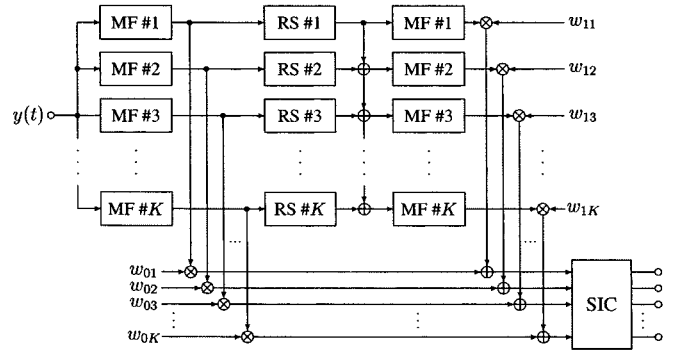 MF #1 RS #1 MF #1 w₁₁
MF #2 RS #2 MF #2 w₁₂
y(t) MF #3 RS #3 MF #3 w₁₃
MF #K RS #K MF #K w₁K
w₀₁
w₀₂
w₀₃ SIC
w₀K